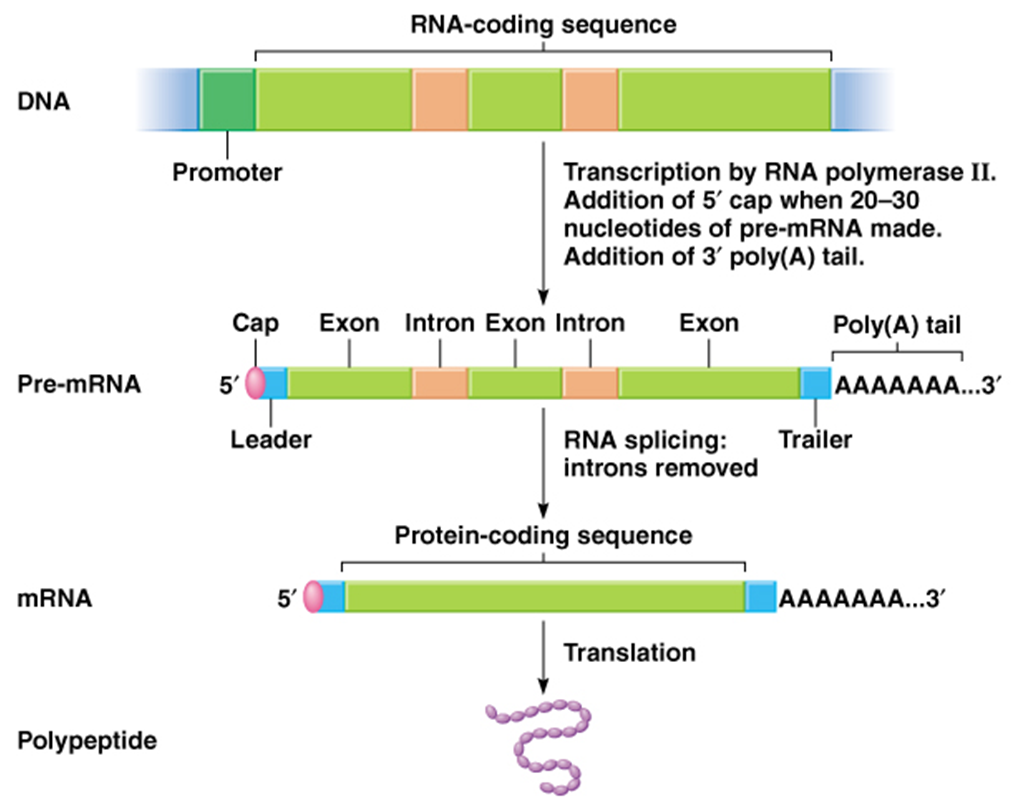 RNA-coding sequence
DNA
Promoter
Transcription by RNA polymerase II.
Addition of 5′ cap when 20–30
nucleotides of pre-mRNA made.
Addition of 3′ poly(A) tail.
Cap Exon Intron Exon Intron Exon Poly(A) tail
Pre-mRNA 5′ AAAAAAA...3′
Leader Trailer
RNA splicing:
introns removed
Protein-coding sequence
mRNA 5′ AAAAAAA...3′
Translation
Polypeptide